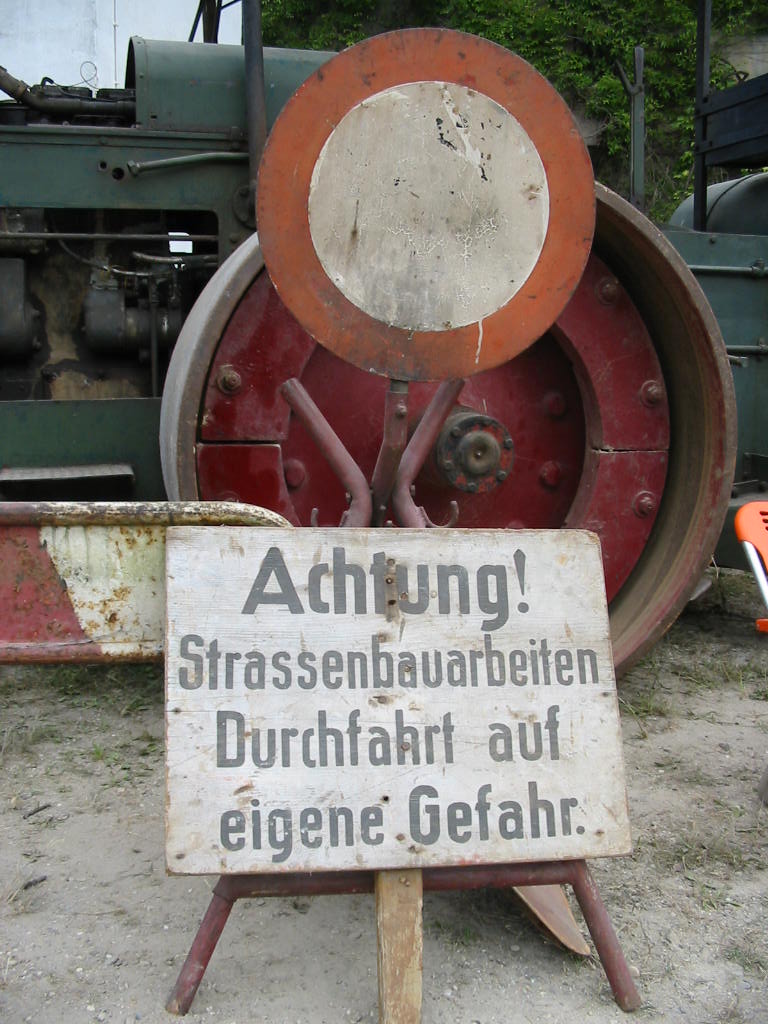 Achtung!
Strassenbauarbeiten
Durchfahrt auf
eigene Gefahr.